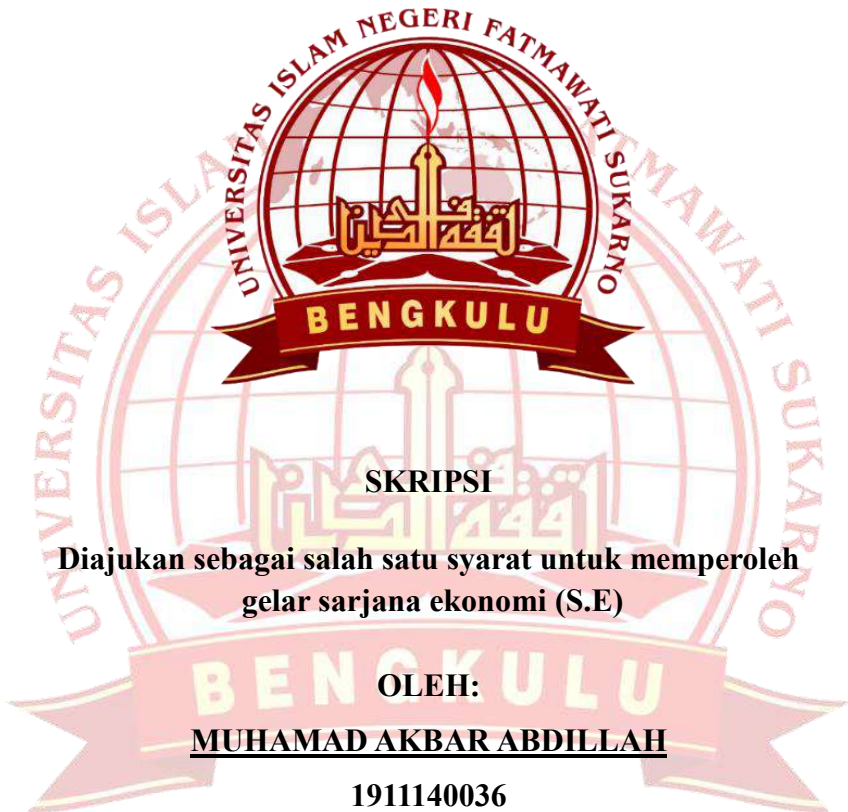 UNIVERSITAS ISLAM NEGERI FATMAWATI SUKARNO
BENGKULU
SKRIPSI
Diajukan sebagai salah satu syarat untuk memperoleh
gelar sarjana ekonomi (S.E)
OLEH:
MUHAMAD AKBAR ABDILLAH
1911140036